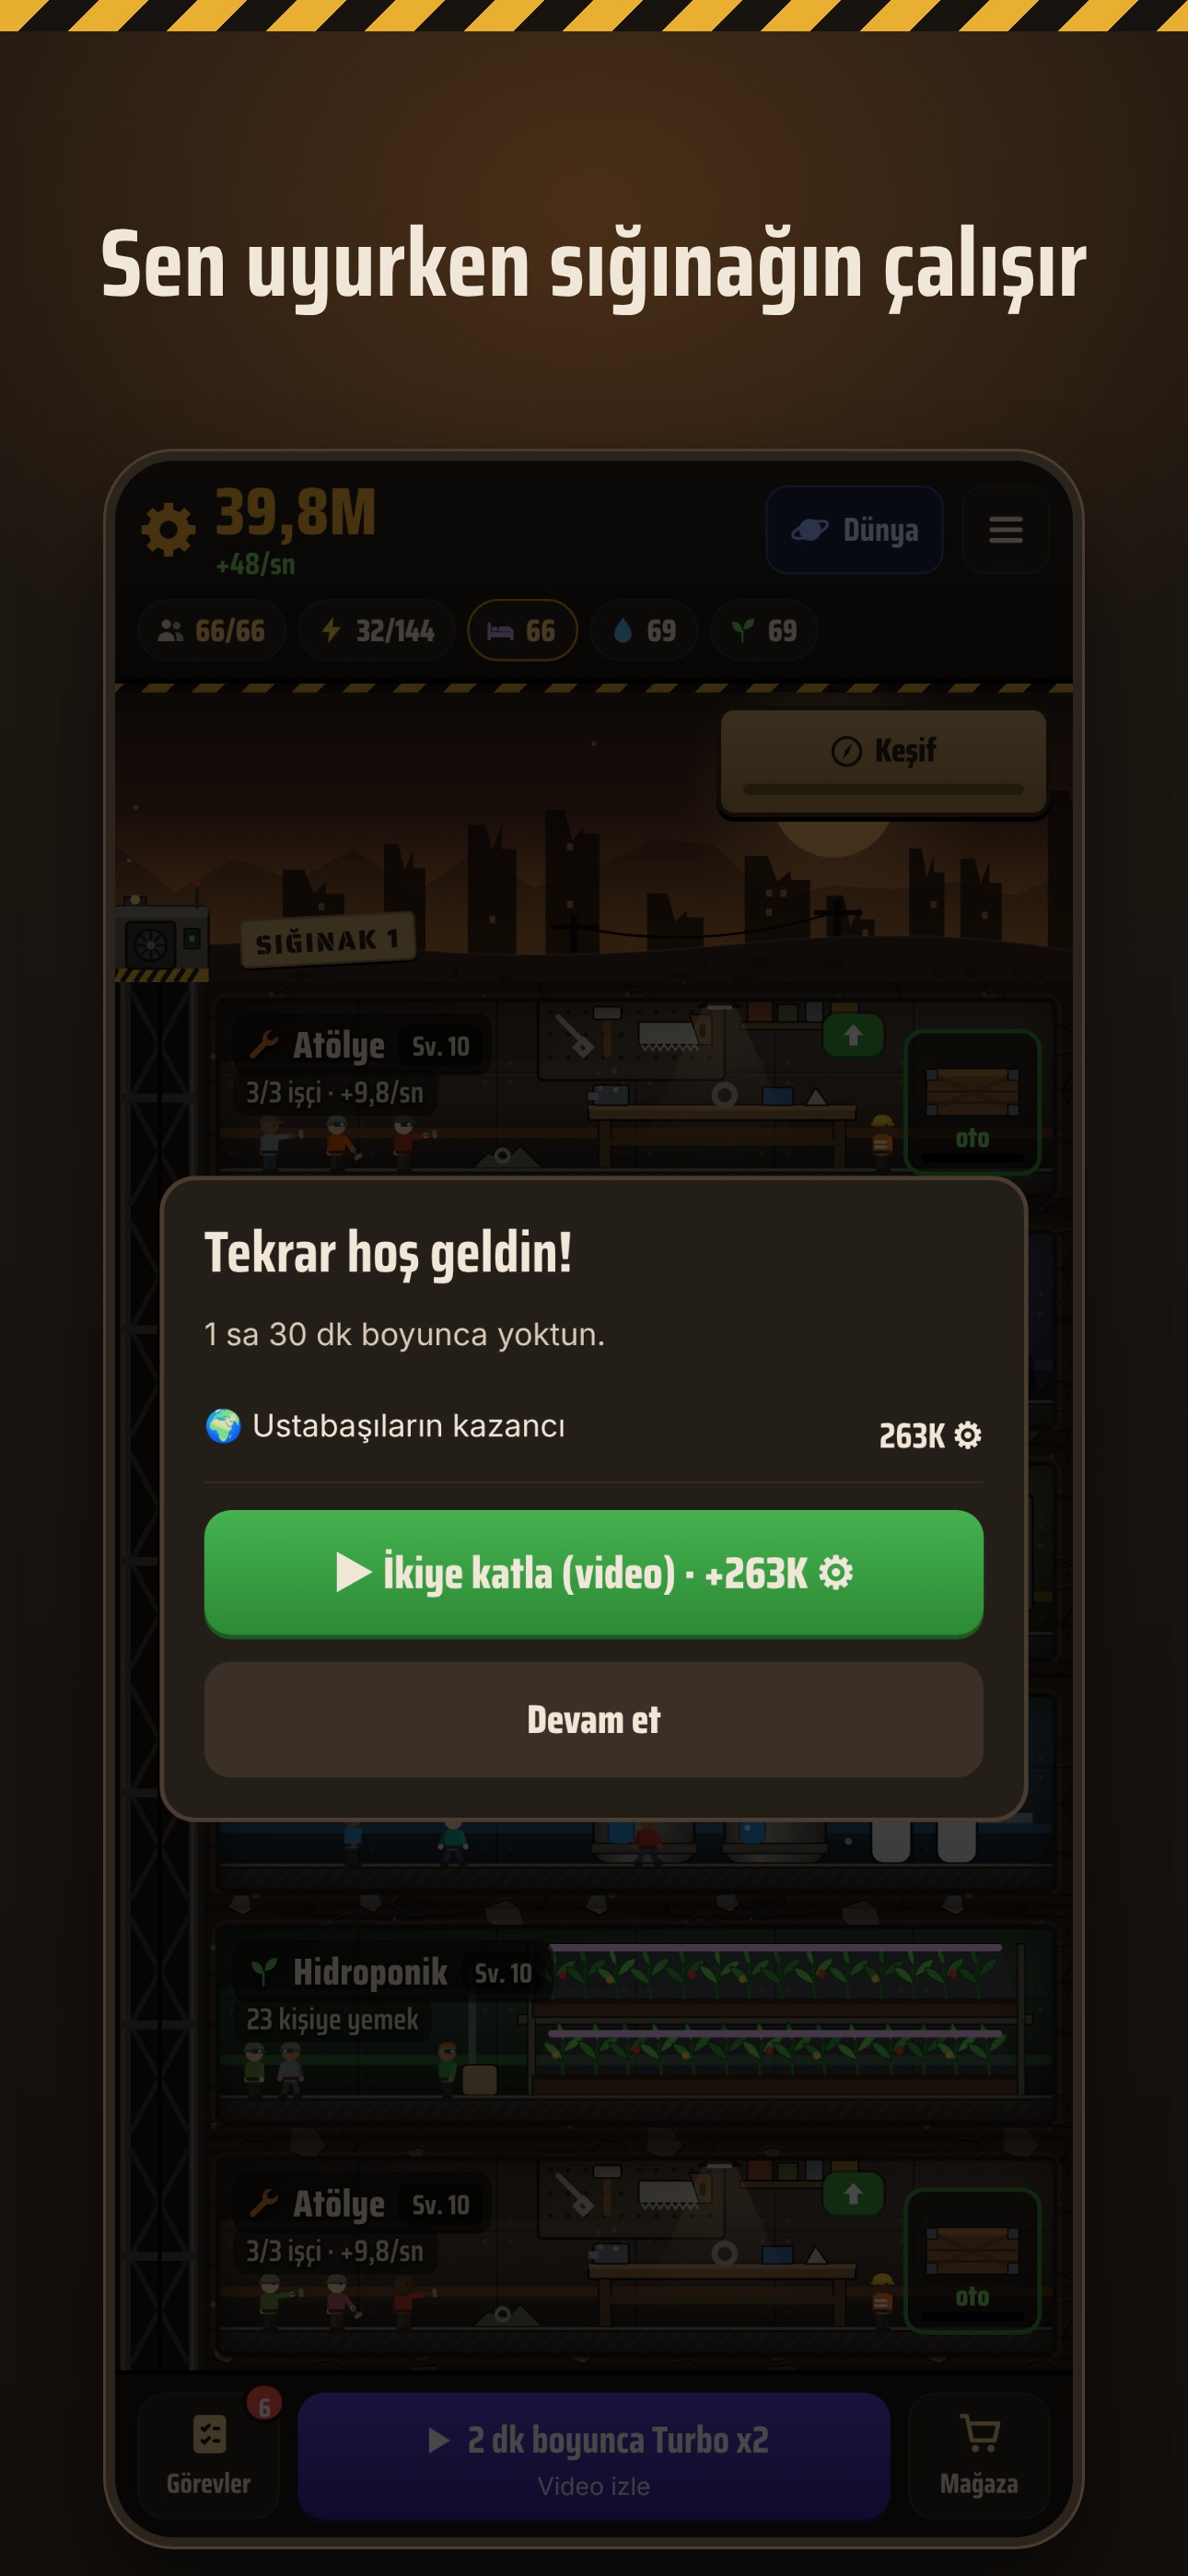 Sen uyurken sığınağın çalışır
39,8M
+48/sn
Dünya
66/66
32/144
66
69
69
Keşif
SIĞINAK 1
Atölye Sv. 10
3/3 işçi · +9,8/sn
oto
Tekrar hoş geldin!
1 sa 30 dk boyunca yoktun.
Ustabaşıların kazancı
263K
İkiye katla (video) · +263K
Devam et
Hidroponik Sv. 10
23 kişiye yemek
Atölye Sv. 10
3/3 işçi · +9,8/sn
oto
6
Görevler
2 dk boyunca Turbo x2
Video izle
Mağaza